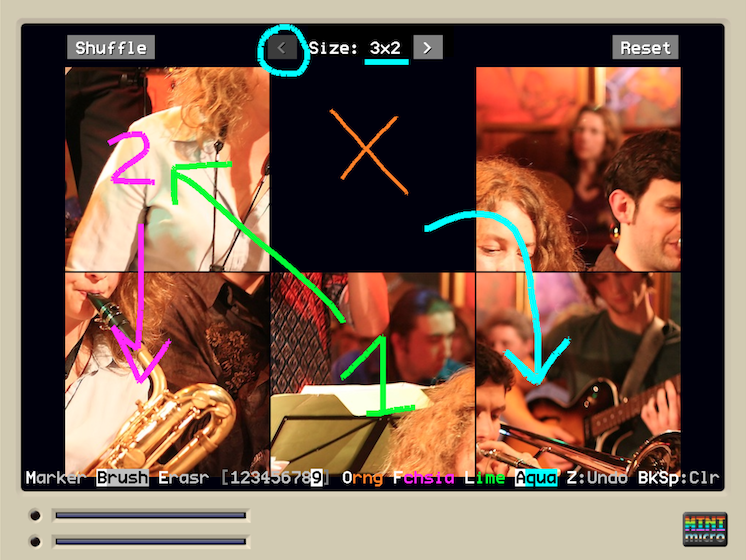 Shuffle < Size: 3x2 > Reset
2
1
Marker Brush Erasr [123456789] Orng Fchsia Lime Aqua Z:Undo BkSp:Clr
MINI
micro